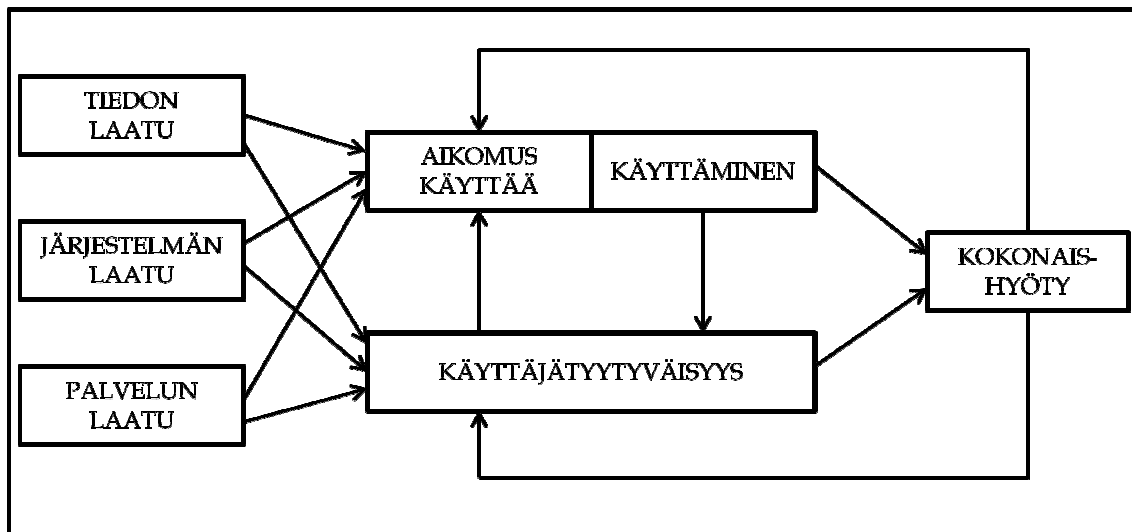 TIEDON
LAATU
AIKOMUS
KÄYTTÄÄ
KÄYTTÄMINEN
JÄRJESTELMÄN
LAATU
KOKONAIS-
HYÖTY
KÄYTTÄJÄTYYTYVÄISYYS
PALVELUN
LAATU